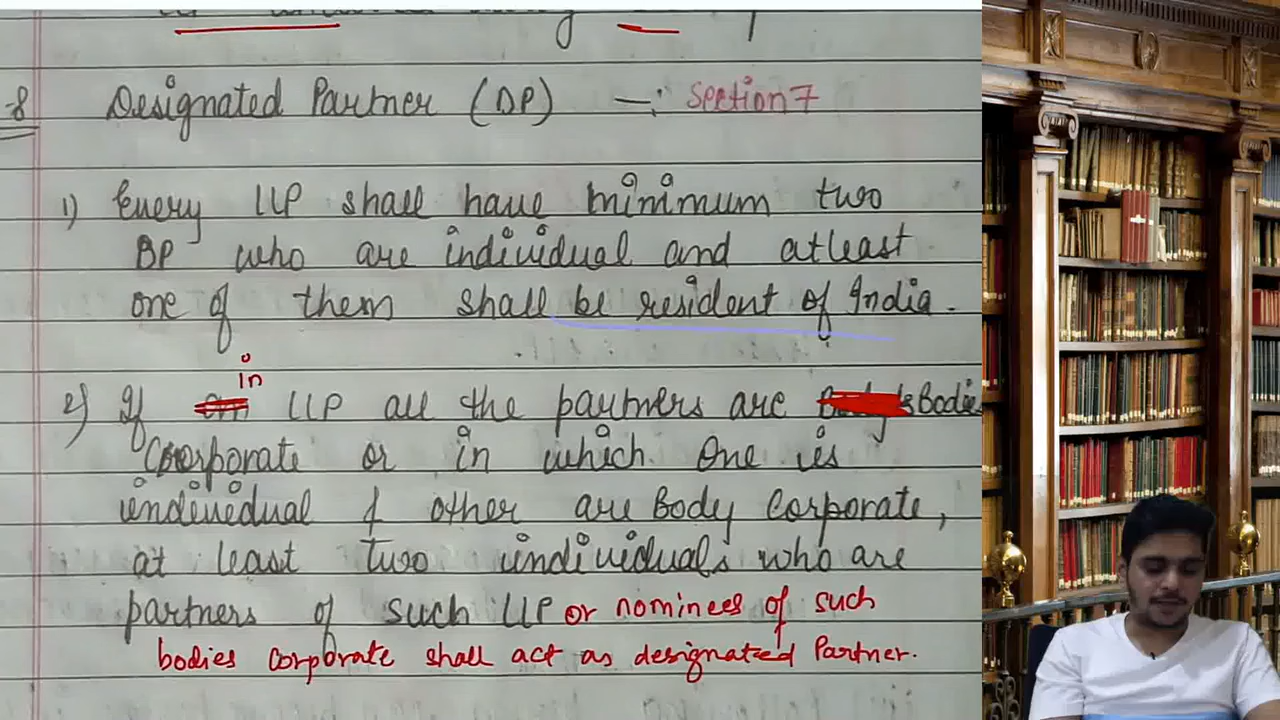 -8 Designated Partner (DP) —: Section 7
1) Every LLP shall have minimum two
DP who are individual and atleast
one of them shall be resident of India.
2) If in LLP all the partners are Bodie
Corporate or in which One is
individual & other are Body Corporate,
at least two individuals who are
partners of such LLP or nominees of such
bodies corporate shall act as designated Partner.